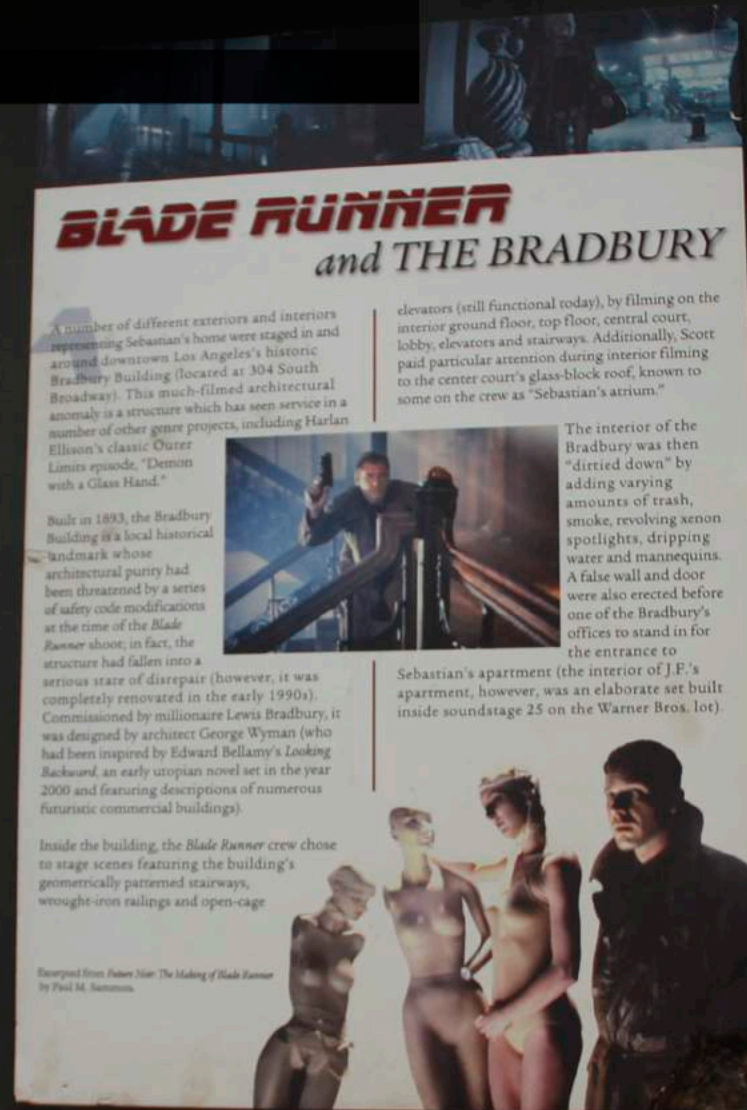 BLADE RUNNER
and THE BRADBURY
A number of different exteriors and interiors
representing Sebastian's home were staged in and
around downtown Los Angeles's historic
Bradbury Building (located at 304 South
Broadway). This much-filmed architectural
anomaly is a structure which has seen service in a
number of other genre projects, including Harlan
Ellison's classic Outer
Limits episode, "Demon
with a Glass Hand."
Built in 1893, the Bradbury
Building is a local historical
landmark whose
architectural purity had
been threatened by a series
of safety code modifications
at the time of the Blade
Runner shoot; in fact, the
structure had fallen into a
serious state of disrepair (however, it was
completely renovated in the early 1990s).
Commissioned by millionaire Lewis Bradbury, it
was designed by architect George Wyman (who
had been inspired by Edward Bellamy's Looking
Backward, an early utopian novel set in the year
2000 and featuring descriptions of numerous
futuristic commercial buildings).
Inside the building, the Blade Runner crew chose
to stage scenes featuring the building's
geometrically patterned stairways,
wrought-iron railings and open-cage
elevators (still functional today), by filming on the
interior ground floor, top floor, central court,
lobby, elevators and stairways. Additionally, Scott
paid particular attention during interior filming
to the center court's glass-block roof, known to
some on the crew as "Sebastian's atrium."
The interior of the
Bradbury was then
"dirtied down" by
adding varying
amounts of trash,
smoke, revolving xenon
spotlights, dripping
water and mannequins.
A false wall and door
were also erected before
one of the Bradbury's
offices to stand in for
the entrance to
Sebastian's apartment (the interior of J.F.'s
apartment, however, was an elaborate set built
inside soundstage 25 on the Warner Bros. lot).
Excerpted from Future Noir: The Making of Blade Runner
by Paul M. Sammon.